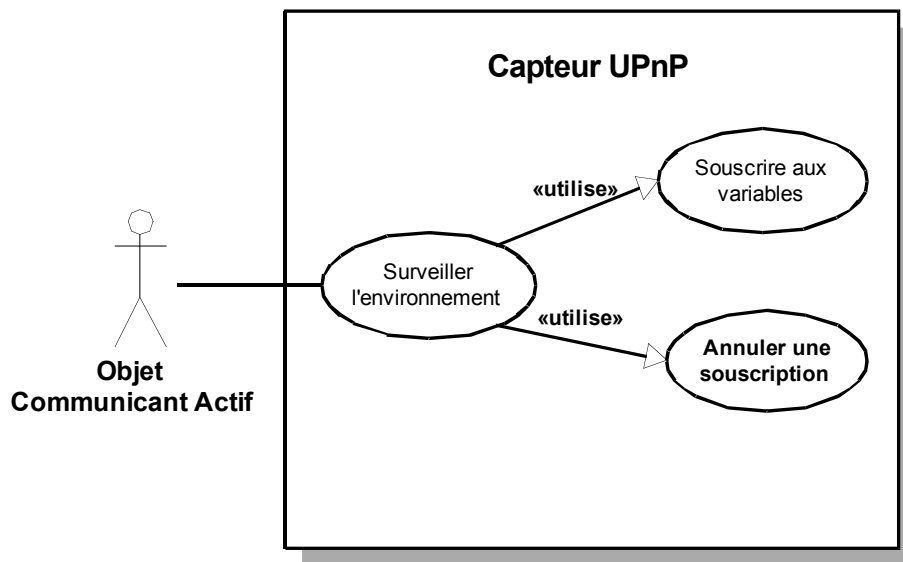 Capteur UPnP
«utilise»
Souscrire aux
variables
Surveiller
l'environnement
«utilise»
Annuler une
souscription
Objet
Communicant Actif